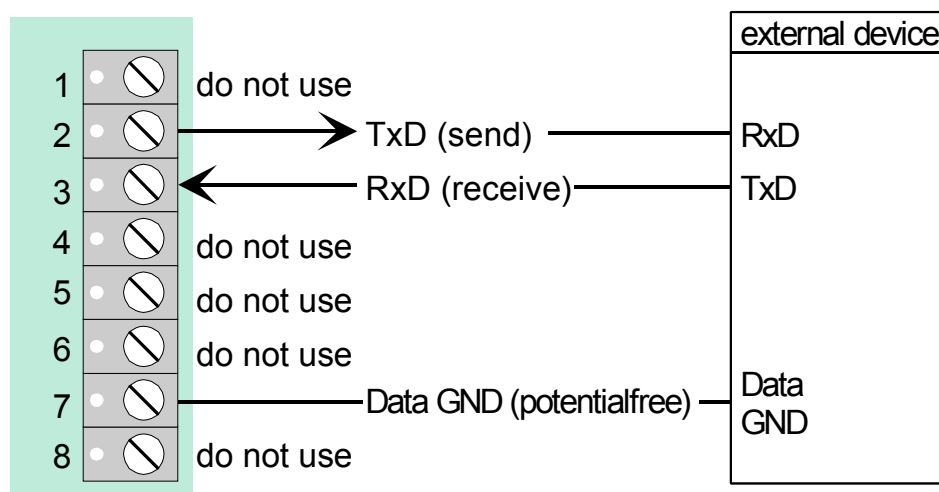 external device
1 do not use
2 TxD (send) RxD
3 RxD (receive) TxD
4 do not use
5 do not use
6 do not use
7 Data GND (potentialfree) Data
GND
8 do not use